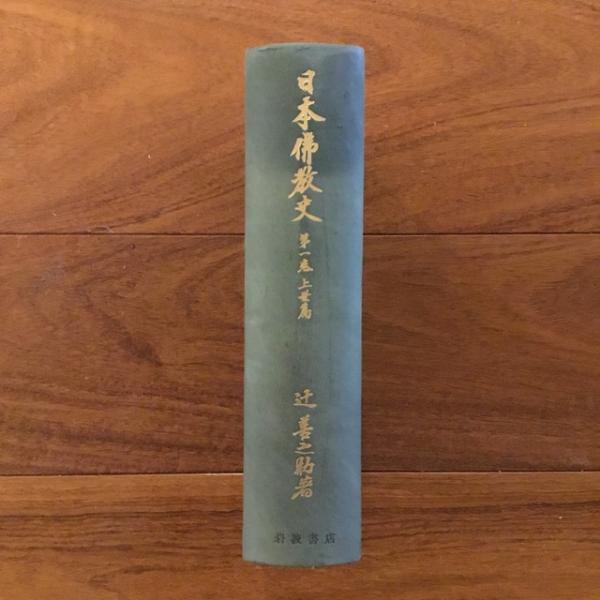 日本佛教史
第一巻 上世篇
辻善之助著
岩波書店